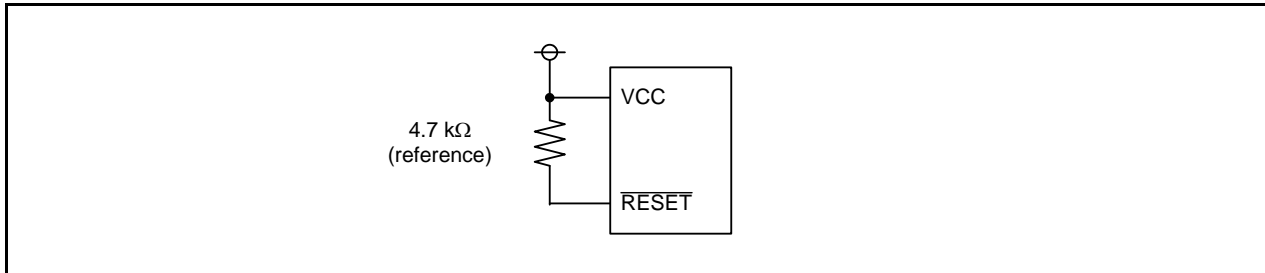 VCC
4.7 kΩ
(reference)
RESET